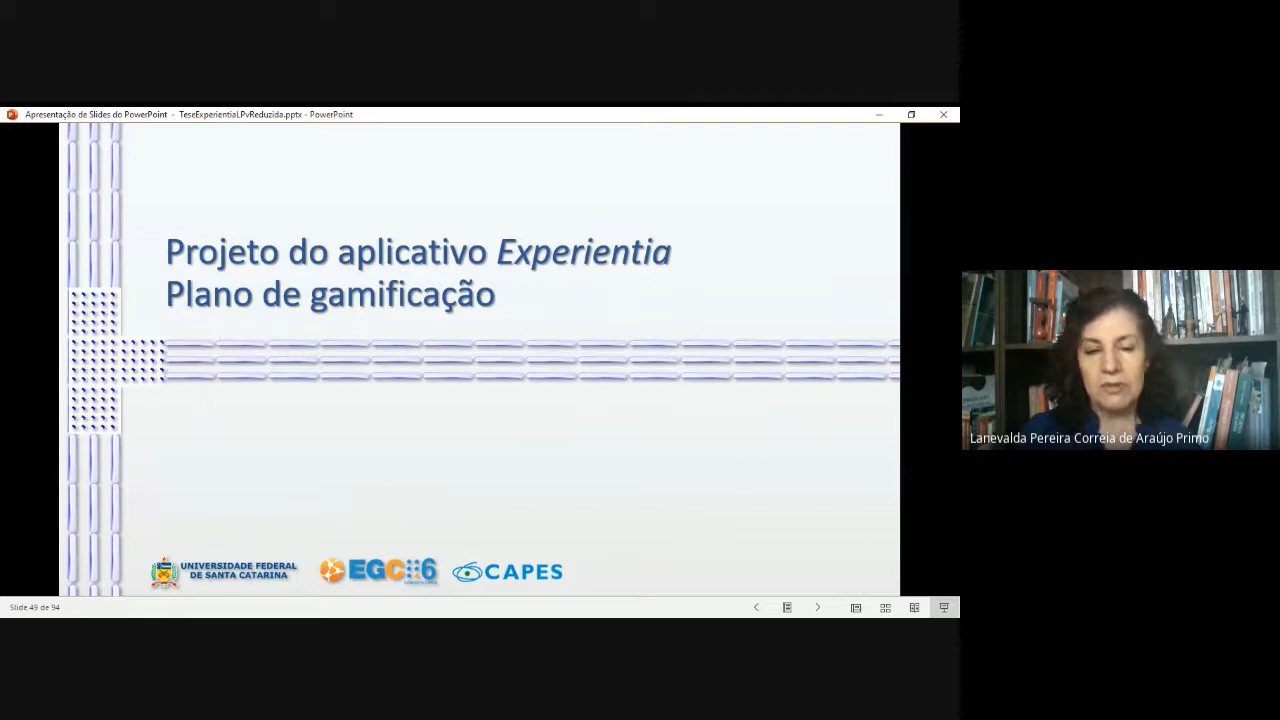 Apresentação de Slides do PowerPoint - TeseExperientiaLPvReduzida.pptx - PowerPoint
Projeto do aplicativo Experientia
Plano de gamificação
Lanevalda Pereira Correia de Araújo Primo
UNIVERSIDADE FEDERAL
DE SANTA CATARINA
EGC
6
CAPES
Slide 49 de 94